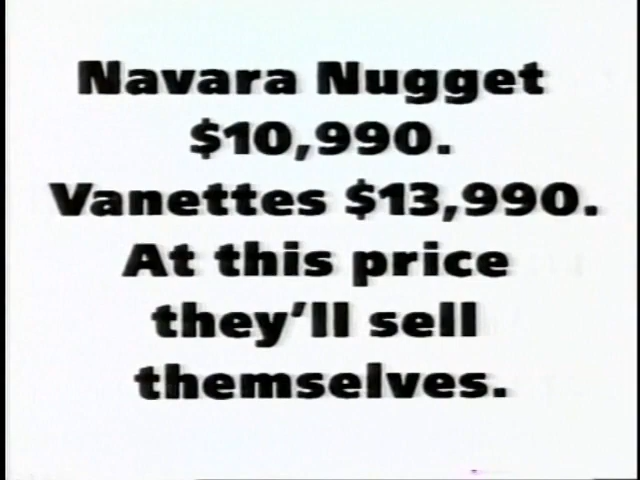 Navara Nugget
$10,990.
Vanettes $13,990.
At this price
they'll sell
themselves.